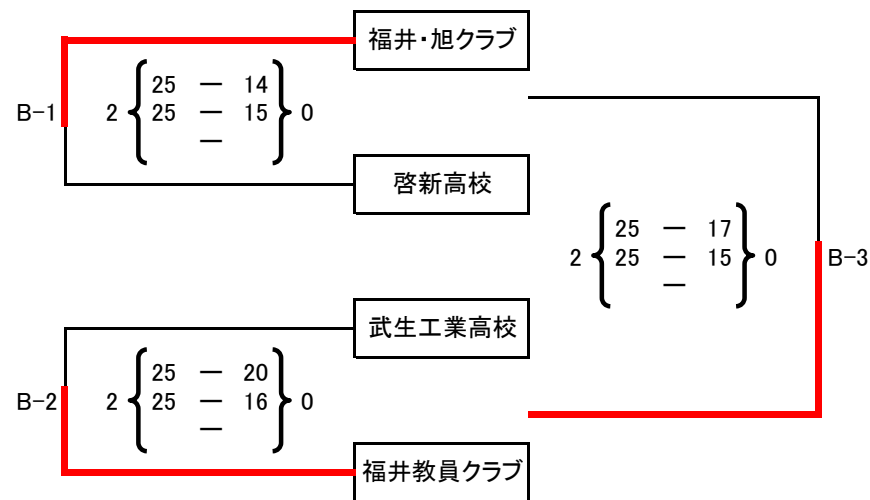 福井・旭クラブ
B-1 2 25 ー 14 0
25 ー 15
ー
啓新高校
2 25 ー 17 0 B-3
25 ー 15
ー
武生工業高校
B-2 2 25 ー 20 0
25 ー 16
ー
福井教員クラブ